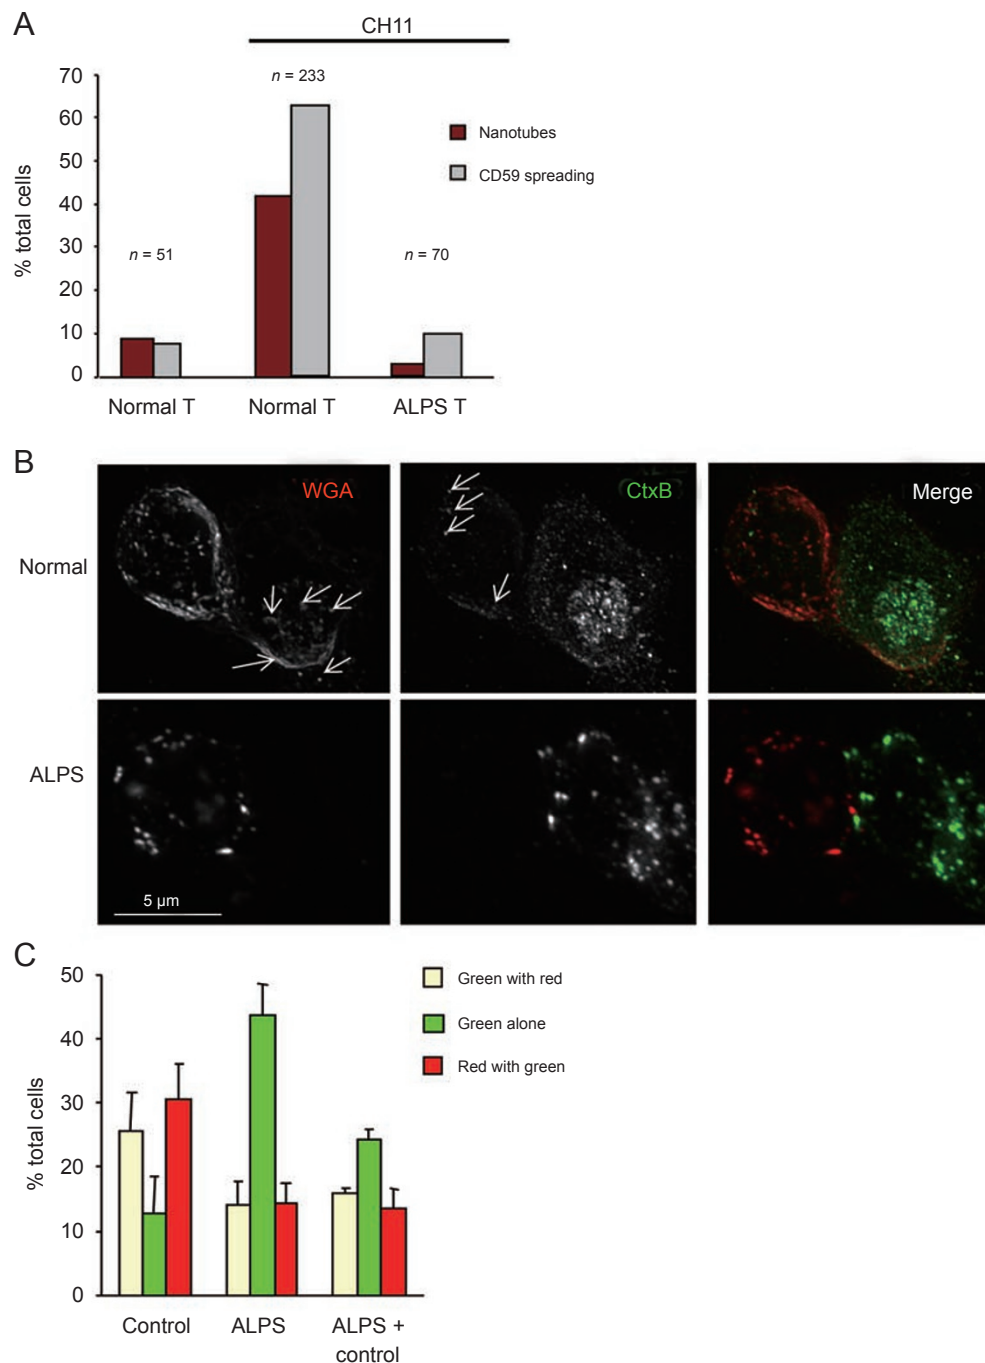 A
CH11
n = 233
70
60
50
40
30
20
10
0
% total cells
n = 51
n = 70
Nanotubes
CD59 spreading
Normal T
Normal T
ALPS T
B
WGA
CtxB
Merge
Normal
ALPS
5 µm
C
50
40
30
20
10
0
% total cells
Green with red
Green alone
Red with green
Control
ALPS
ALPS +
control